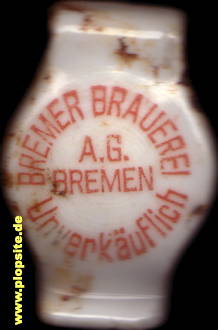 BREMER BRAUEREI
A.G.
BREMEN
Unverkäuflich
www.plopsite.de